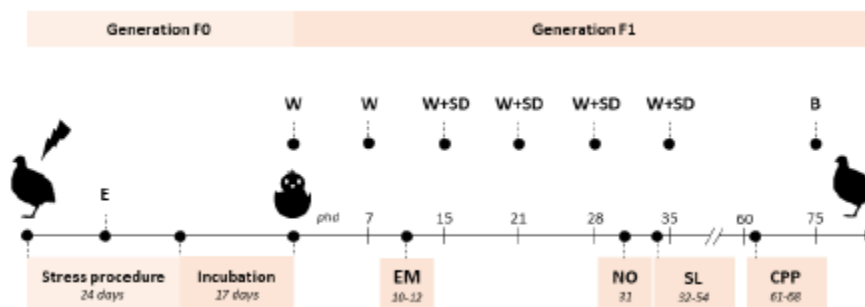 Generation F0 Generation F1
W W W+SD W+SD W+SD W+SD B
E
phd 7 15 21 28 35 60 75
Stress procedure Incubation EM NO SL CPP
24 days 17 days 10-12 31 32-54 61-68